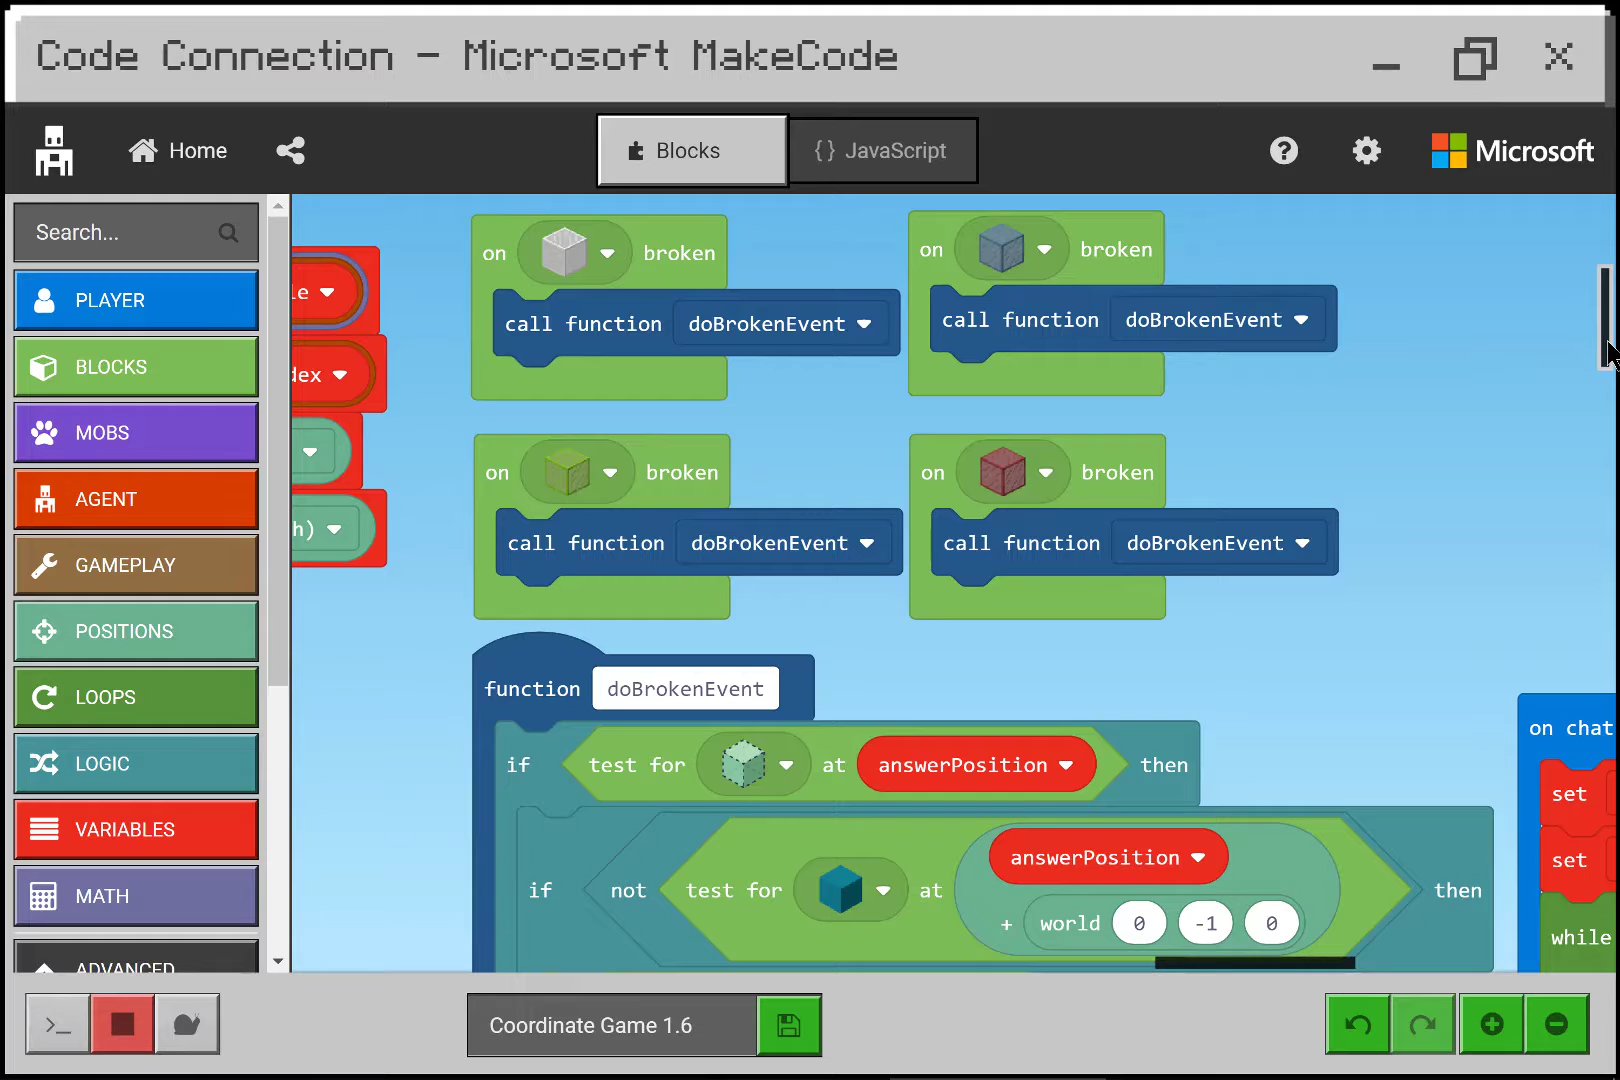 Code Connection - Microsoft MakeCode
Home
Blocks
{} JavaScript
Microsoft
Search...
PLAYER
BLOCKS
MOBS
AGENT
GAMEPLAY
POSITIONS
LOOPS
LOGIC
VARIABLES
MATH
ADVANCED
le
dex
h)
on broken
call function doBrokenEvent
on broken
call function doBrokenEvent
on broken
call function doBrokenEvent
on broken
call function doBrokenEvent
function doBrokenEvent
if test for at answerPosition then
if not test for at answerPosition + world 0 -1 0 then
on chat
set
set
while
>_
Coordinate Game 1.6